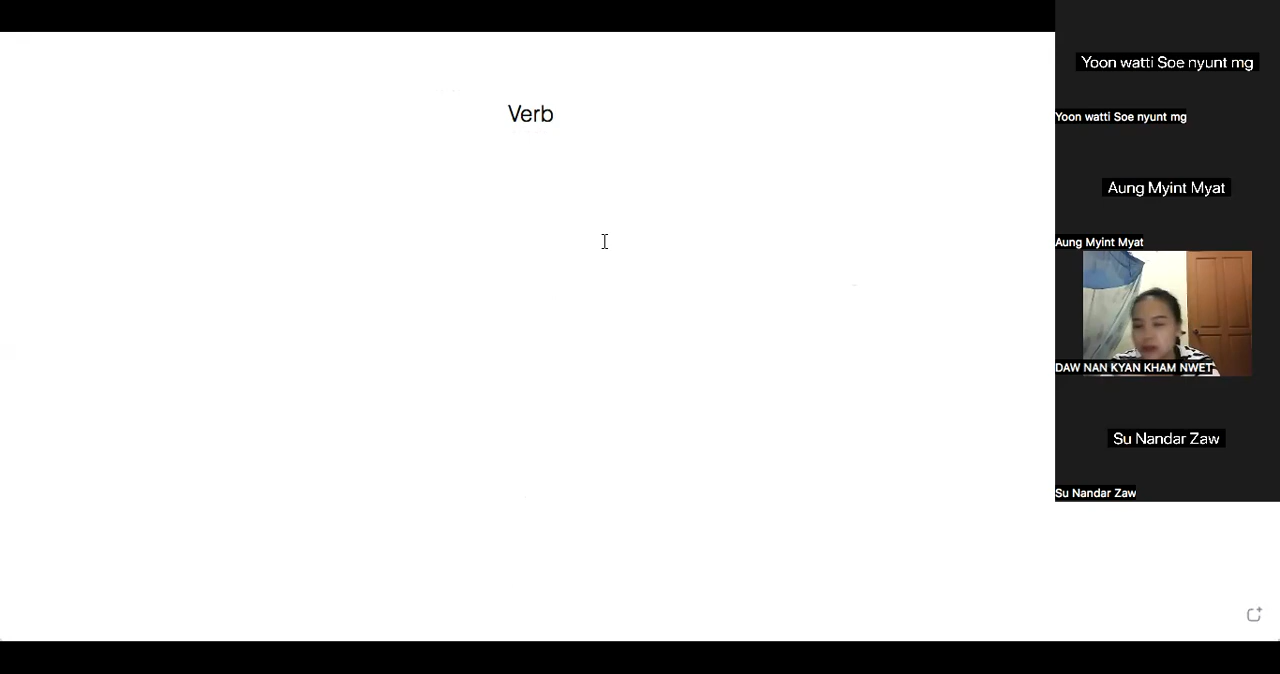 Verb
Yoon watti Soe nyunt mg
Yoon watti Soe nyunt mg
Aung Myint Myat
Aung Myint Myat
DAW NAN KYAN KHAM NWET
Su Nandar Zaw
Su Nandar Zaw